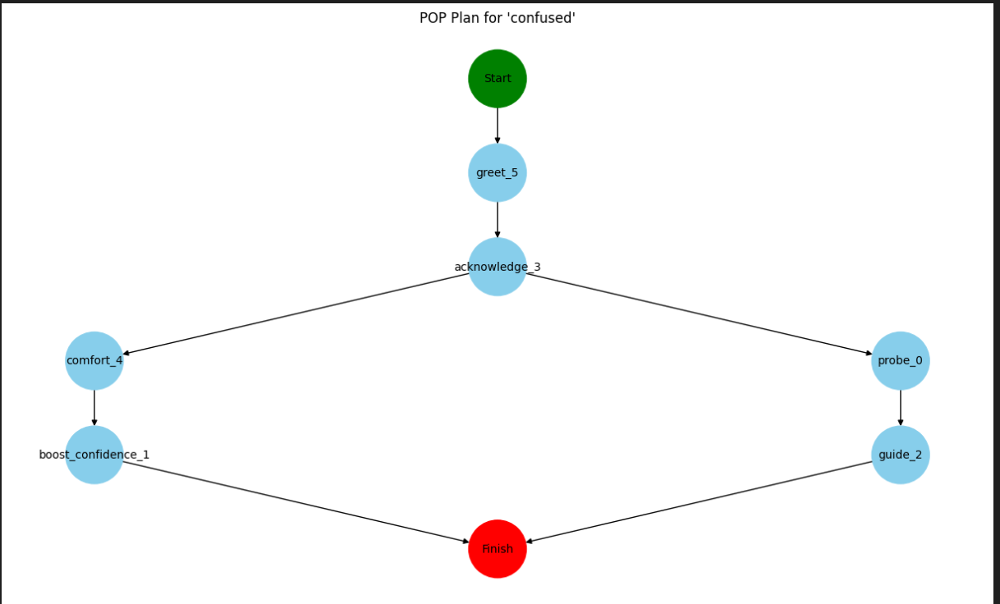 POP Plan for 'confused'
Start
greet_5
acknowledge_3
comfort_4
probe_0
boost_confidence_1
guide_2
Finish